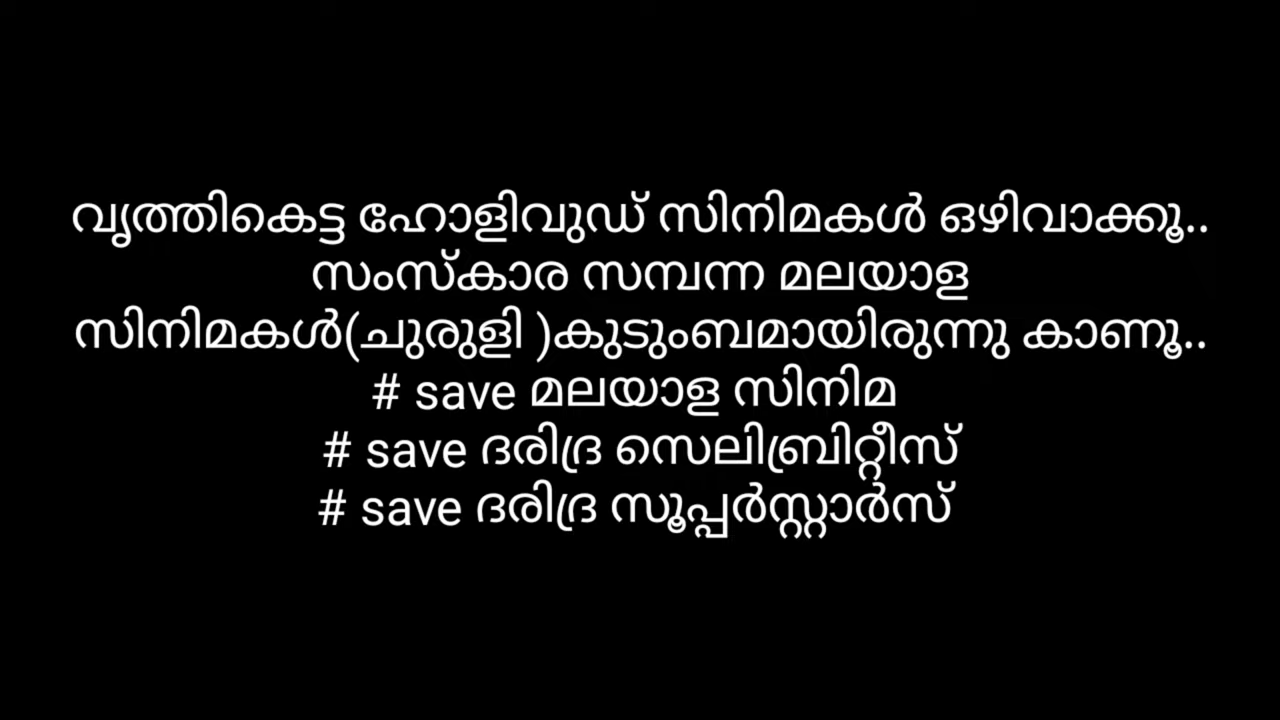 വൃത്തികെട്ട ഹോളിവുഡ് സിനിമകൾ ഒഴിവാക്കൂ..
സംസ്കാര സമ്പന്ന മലയാള
സിനിമകൾ(ചുരുളി )കുടുംബമായിരുന്നു കാണൂ..
# save മലയാള സിനിമ
# save ദരിദ്ര സെലിബ്രിറ്റീസ്
# save ദരിദ്ര സൂപ്പർസ്റ്റാർസ്